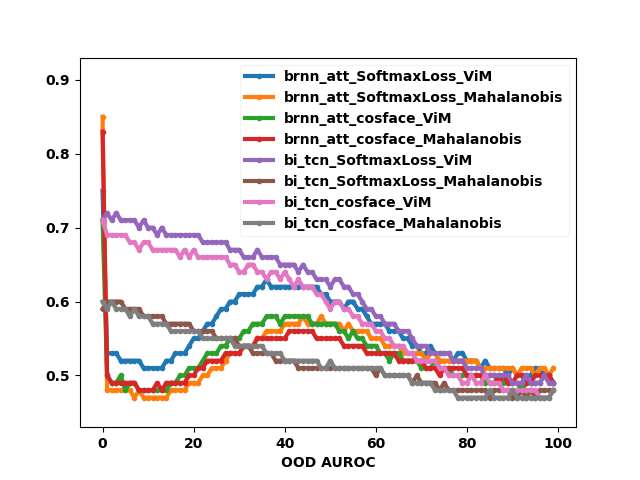 0.9
0.8
0.7
0.6
0.5
brnn_att_SoftmaxLoss_ViM
brnn_att_SoftmaxLoss_Mahalanobis
brnn_att_cosface_ViM
brnn_att_cosface_Mahalanobis
bi_tcn_SoftmaxLoss_ViM
bi_tcn_SoftmaxLoss_Mahalanobis
bi_tcn_cosface_ViM
bi_tcn_cosface_Mahalanobis
0 20 40 60 80 100
OOD AUROC